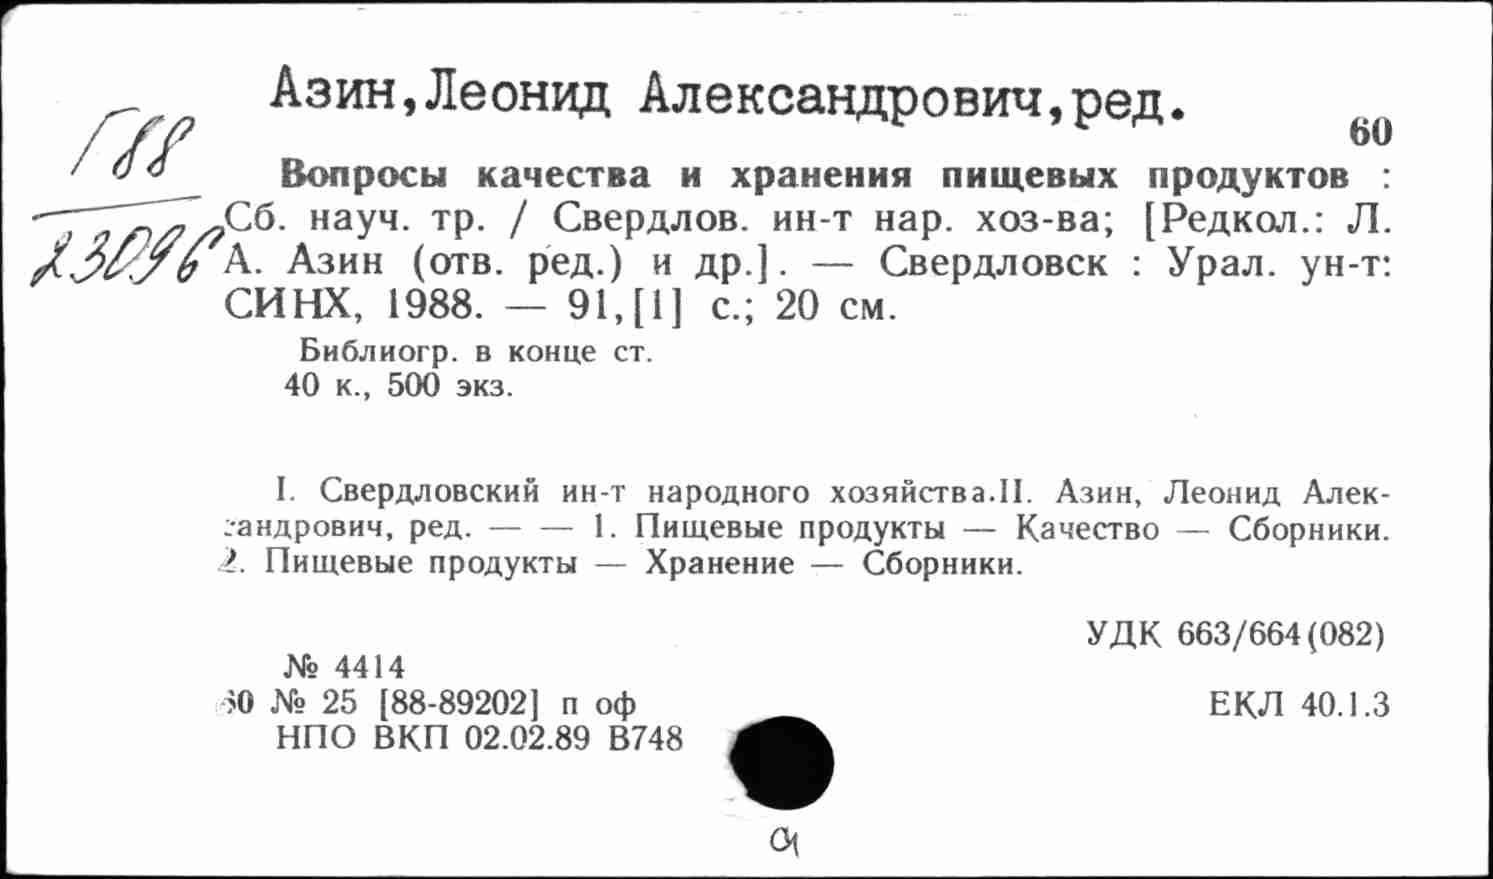 Азин,Леонид Александрович,ред.
60
Г88
23096
Вопросы качества и хранения пищевых продуктов :
Сб. науч. тр. / Свердлов. ин-т нар. хоз-ва; [Редкол.: Л.
А. Азин (отв. ред.) и др.]. — Свердловск : Урал. ун-т:
СИНХ, 1988. — 91,[1] с.; 20 см.
Библиогр. в конце ст.
40 к., 500 экз.
I. Свердловский ин-т народного хозяйства.II. Азин, Леонид Алек-
сандрович, ред. — — 1. Пищевые продукты — Качество — Сборники.
2. Пищевые продукты — Хранение — Сборники.
УДК 663/664(082)
№ 4414
60 № 25 [88-89202] п оф
ЕКЛ 40.1.3
НПО ВКП 02.02.89 В748